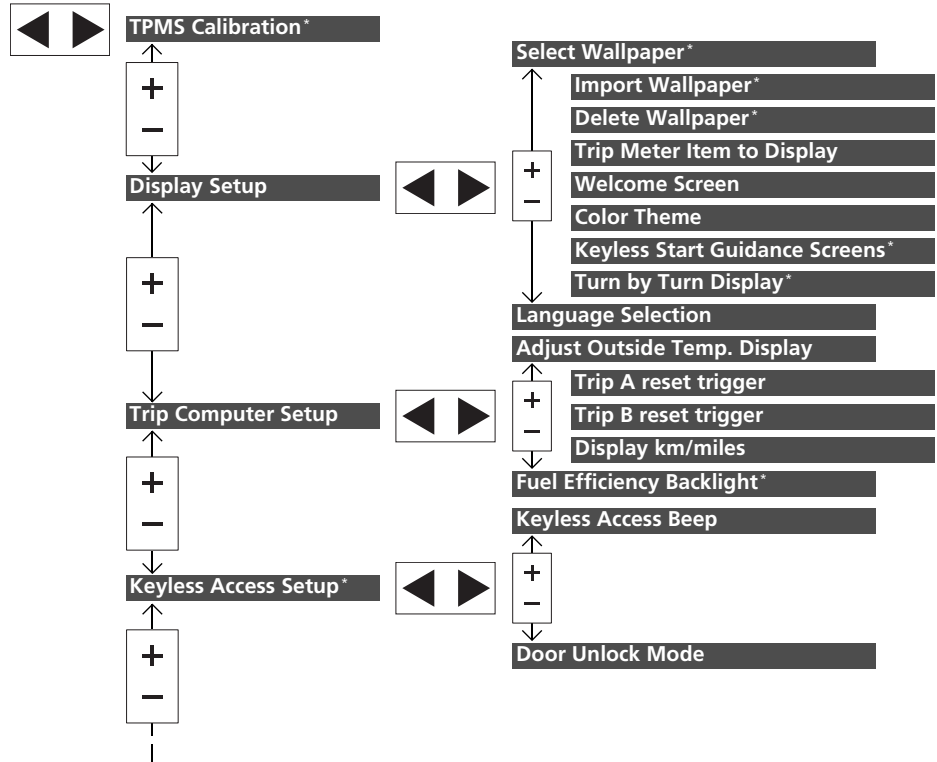 TPMS Calibration*
Select Wallpaper*
+
Import Wallpaper*
–
Delete Wallpaper*
Trip Meter Item to Display
+
Display Setup
Welcome Screen
–
Color Theme
Keyless Start Guidance Screens*
+
Turn by Turn Display*
–
Language Selection
Adjust Outside Temp. Display
Trip A reset trigger
+
Trip Computer Setup
Trip B reset trigger
–
Display km/miles
+
Fuel Efficiency Backlight*
–
Keyless Access Beep
+
Keyless Access Setup*
–
+
Door Unlock Mode
–